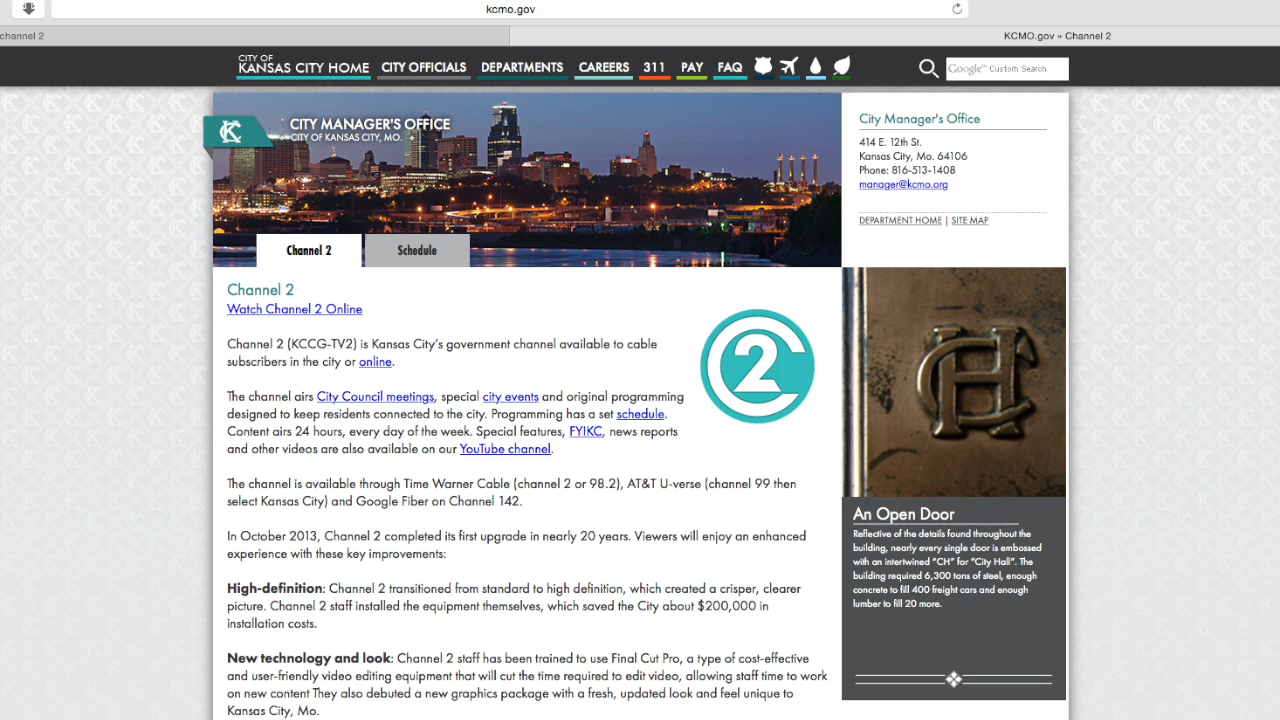 kcmo.gov
channel 2
KCMO.gov » Channel 2
CITY OF
KANSAS CITY HOME
CITY OFFICIALS
DEPARTMENTS
CAREERS
311
PAY
FAQ
Google™ Custom Search
KC
CITY MANAGER'S OFFICE
CITY OF KANSAS CITY, MO.
Channel 2
Schedule
City Manager's Office
414 E. 12th St.
Kansas City, Mo. 64106
Phone: 816-513-1408
manager@kcmo.org
DEPARTMENT HOME | SITE MAP
Channel 2
Watch Channel 2 Online
Channel 2 (KCCG-TV2) is Kansas City's government channel available to cable
subscribers in the city or online.
The channel airs City Council meetings, special city events and original programming
designed to keep residents connected to the city. Programming has a set schedule.
Content airs 24 hours, every day of the week. Special features, FYIKC, news reports
and other videos are also available on our YouTube channel.
2
The channel is available through Time Warner Cable (channel 2 or 98.2), AT&T U-verse (channel 99 then
select Kansas City) and Google Fiber on Channel 142.
In October 2013, Channel 2 completed its first upgrade in nearly 20 years. Viewers will enjoy an enhanced
experience with these key improvements:
High-definition: Channel 2 transitioned from standard to high definition, which created a crisper, clearer
picture. Channel 2 staff installed the equipment themselves, which saved the City about $200,000 in
installation costs.
New technology and look: Channel 2 staff has been trained to use Final Cut Pro, a type of cost-effective
and user-friendly video editing equipment that will cut the time required to edit video, allowing staff time to work
on new content They also debuted a new graphics package with a fresh, updated look and feel unique to
Kansas City, Mo.
CH
An Open Door
Reflective of the details found throughout the
building, nearly every single door is embossed
with an intertwined "CH" for "City Hall". The
building required 6,300 tons of steel, enough
concrete to fill 400 freight cars and enough
lumber to fill 20 more.